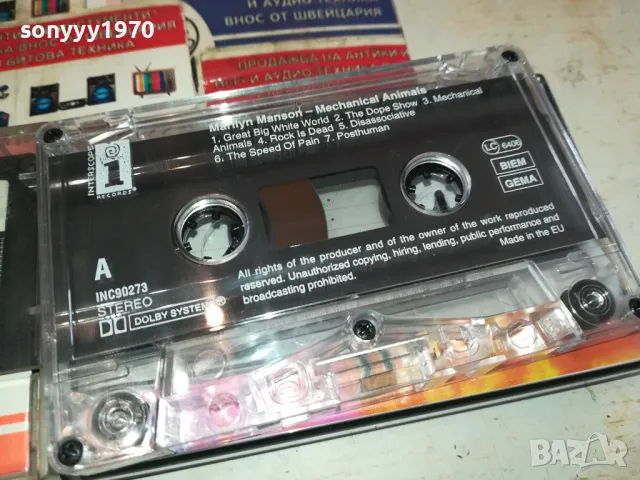 sonyyy1970
ВНОС ОТ ШВЕЙЦАРИЯ
БИТОВА ТЕХНИКА
ПРОДАЖБА НА АНТИКИ И
И АУДИО ТЕХНИКА
Marilyn Manson - Mechanical Animals
1. Great Big White World 2. The Dope Show 3. Mechanical
Animals 4. Rock Is Dead 5. Disassociative
6. The Speed Of Pain 7. Posthuman
INTERSCOPE
RECORDS
LC 6406
BIEM
GEMA
A
INC90273
STEREO
DOLBY SYSTEM®
All rights of the producer and of the owner of the work reproduced
reserved. Unauthorized copying, hiring, lending, public performance and
broadcasting prohibited.
Made in the EU
BAZAR
bg